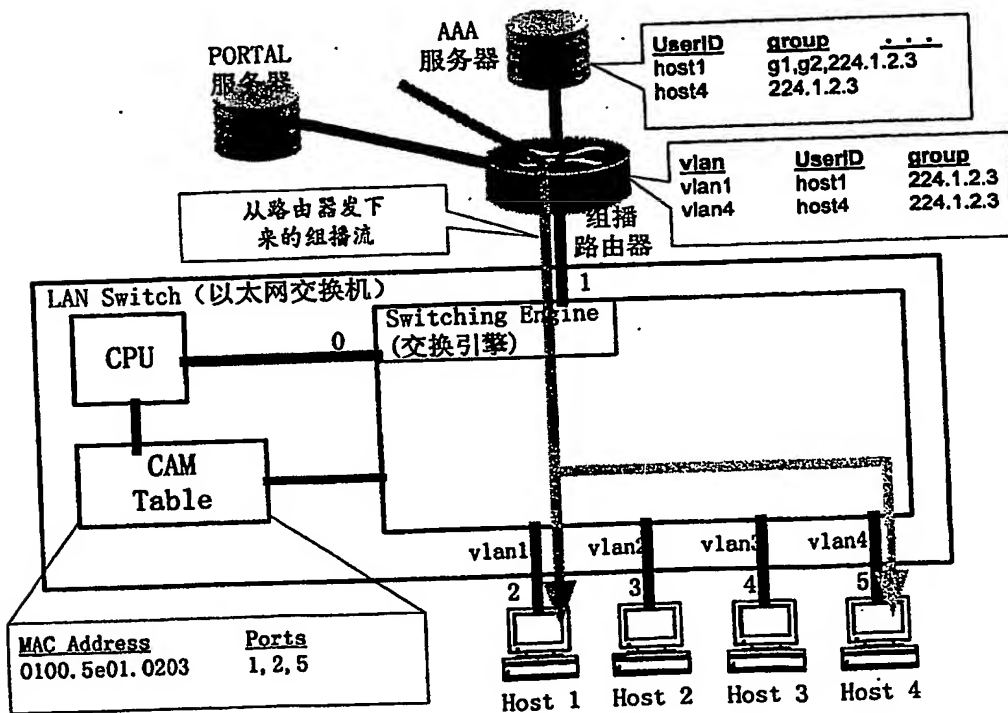 AAA
服务器
PORTAL
服务器
UserID group ...
host1 g1,g2,224.1.2.3
host4 224.1.2.3
vlan UserID group
vlan1 host1 224.1.2.3
vlan4 host4 224.1.2.3
从路由器发下
来的组播流
组播
路由器
1
LAN Switch (以太网交换机)
Switching Engine
(交换引擎)
CPU
0
CAM
Table
vlan1
vlan2
vlan3
vlan4
2
3
4
5
MAC Address Ports
0100.5e01.0203 1,2,5
Host 1
Host 2
Host 3
Host 4